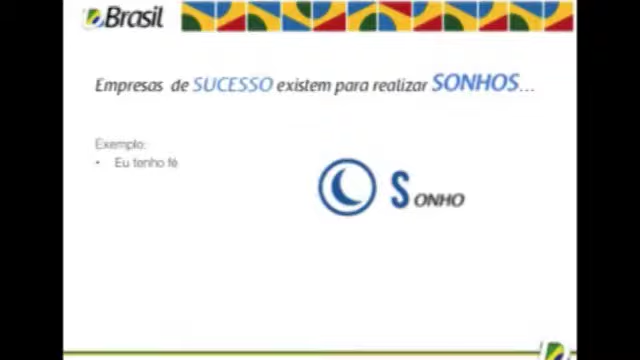 Brasil
Empresas de SUCESSO existem para realizar SONHOS...
Exemplo:
• Eu tenho fé
SONHO